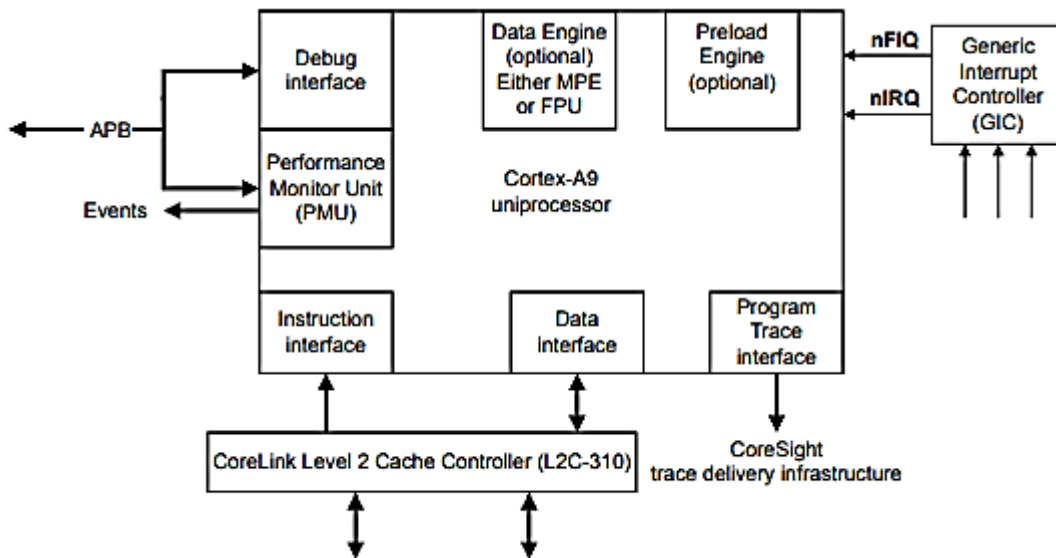 Debug
interface
Data Engine
(optional)
Either MPE
or FPU
Preload
Engine
(optional)
nFIQ
nIRQ
Generic
Interrupt
Controller
(GIC)
APB
Performance
Monitor Unit
(PMU)
Events
Cortex-A9
uniprocessor
Instruction
interface
Data
interface
Program
Trace
interface
CoreLink Level 2 Cache Controller (L2C-310)
CoreSight
trace delivery infrastructure